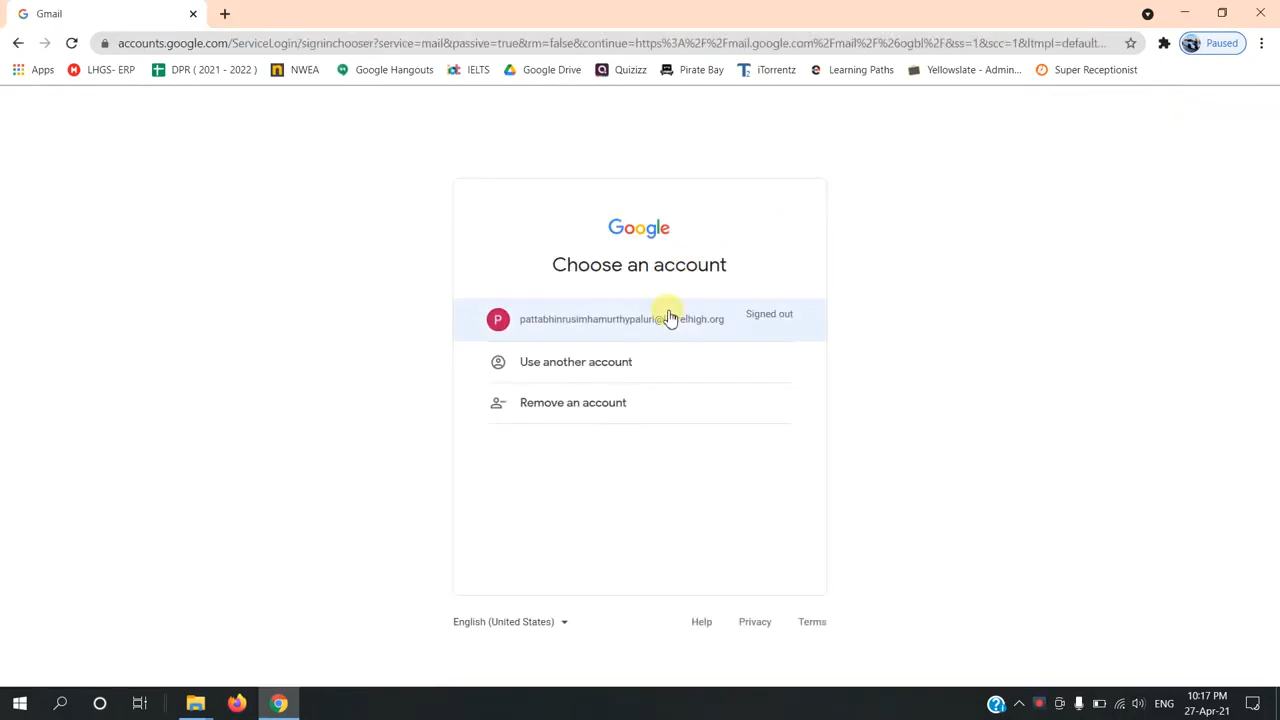 Gmail
accounts.google.com/ServiceLogin/signinchooser?service=mail&passive=true&rm=false&continue=https%3A%2F%2Fmail.google.com%2Fmail%2F%26ogbl%2F&ss=1&scc=1&ltmpl=default...
Paused
Apps LHGS- ERP DPR ( 2021 - 2022 ) NWEA Google Hangouts IELTS Google Drive Quizizz Pirate Bay iTorrentz Learning Paths Yellowslate - Admin... Super Receptionist
Google
Choose an account
P
Signed out
Use another account
Remove an account
English (United States) Help Privacy Terms
ENG
10:17 PM
27-Apr-21